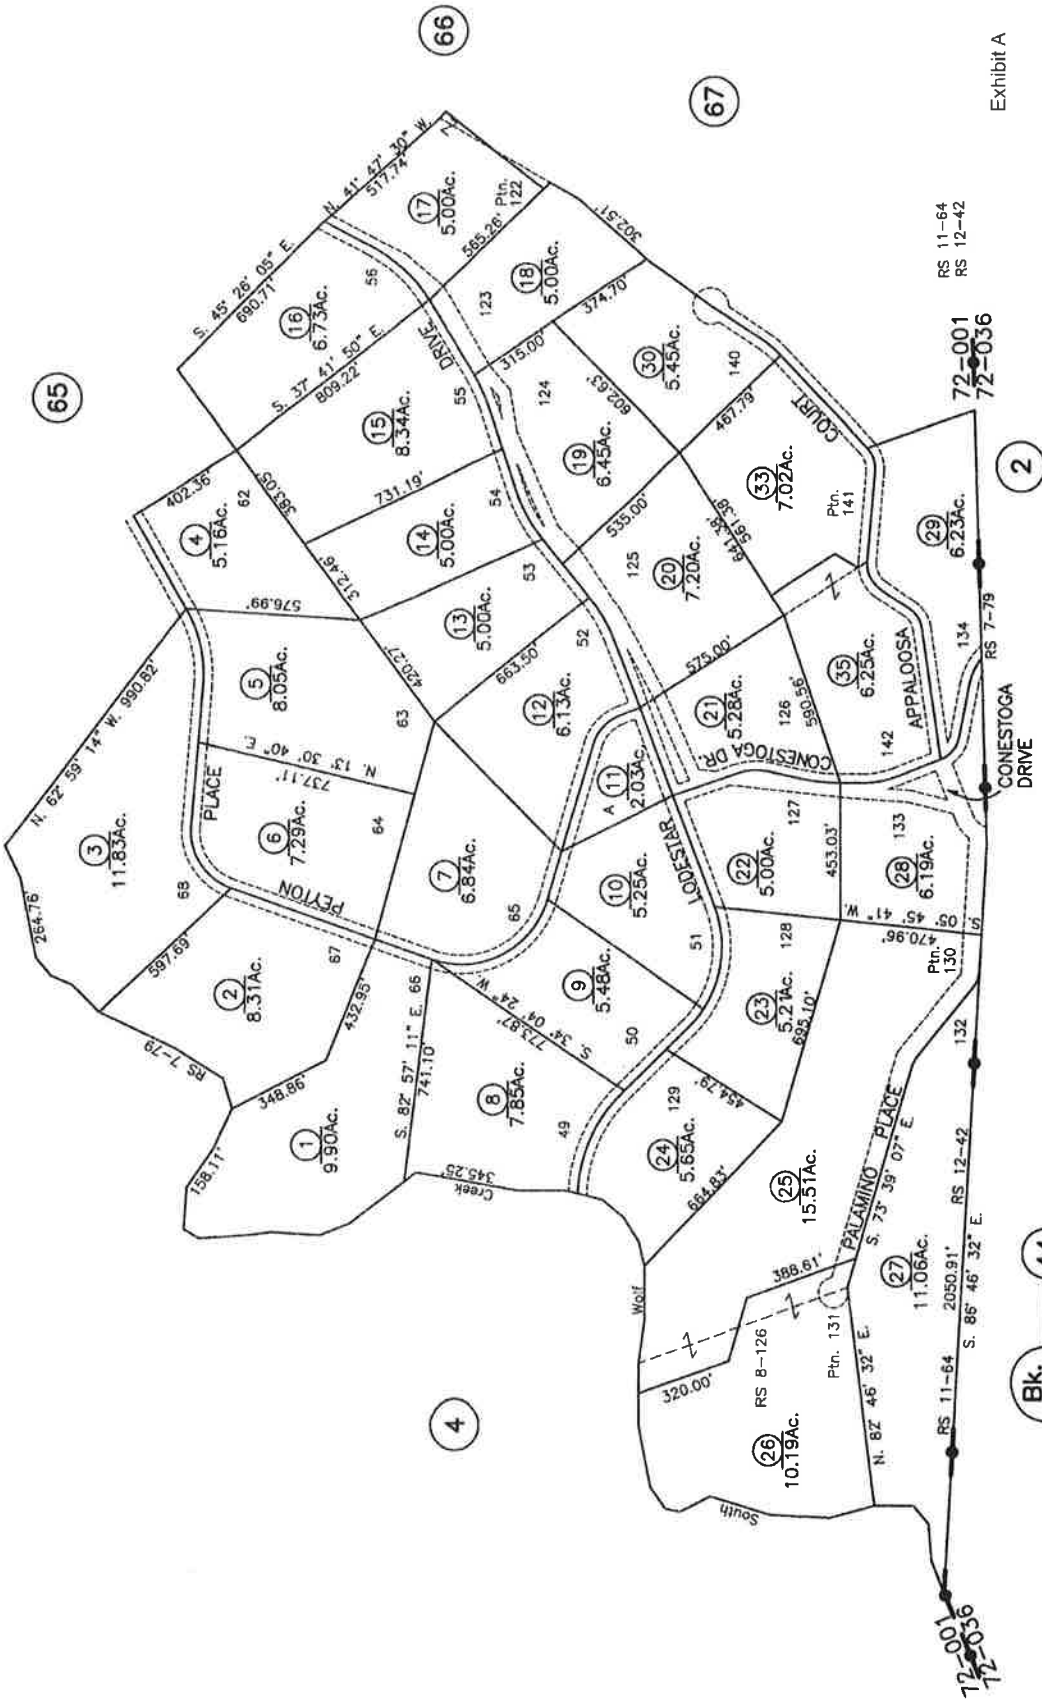 65
66
67
4
2
Bk.
Exhibit A
3
11.83Ac.
N. 62° 59' 14" W. 990.82'
264.76'
68
597.69'
2
8.31Ac.
67
RS 7-79
432.95'
348.86'
158.11'
1
9.90Ac.
S. 82° 57' 11" E. 66
741.10'
345.25'
Creek
4
5.16Ac.
402.36'
62
383.05'
576.99'
5
8.05Ac.
63
N. 13° 30' 40" E.
737.11'
PEYTON
PLACE
6
7.29Ac.
64
7
6.84Ac.
65
S. 34° 04' 24" W.
773.87'
8
7.85Ac.
49
9
5.48Ac.
50
10
5.25Ac.
51
11
2.03Ac.
A
12
6.13Ac.
52
663.50'
420.27'
13
5.00Ac.
53
312.46'
14
5.00Ac.
54
731.19'
15
8.34Ac.
55
S. 37° 41' 50" E.
809.22'
16
6.73Ac.
56
S. 45° 26' 05" E.
690.71'
N. 41° 47' 30" W.
517.74'
17
5.00Ac.
Ptn.
122
565.26'
18
5.00Ac.
123
302.51'
374.70'
315.00'
LODESTAR
DRIVE
19
6.45Ac.
124
602.63'
535.00'
30
5.45Ac.
140
467.79'
20
7.20Ac.
125
641.38'
561.38'
575.00'
33
7.02Ac.
Ptn.
141
APPALOOSA
COURT
21
5.28Ac.
126
590.56'
35
6.25Ac.
142
CONESTOGA DR.
29
6.23Ac.
134
RS 7-79
CONESTOGA
DRIVE
22
5.00Ac.
127
453.03'
28
6.19Ac.
133
S. 05° 45' 41" W.
470.96'
Ptn.
130
23
5.21Ac.
128
695.10'
132
24
5.65Ac.
129
454.79'
664.83'
25
15.51Ac.
388.61'
PALAMINO PLACE
S. 73° 39' 07" E.
26
10.19Ac.
320.00'
RS 8-126
Ptn. 131
N. 82° 46' 32" E.
South
Wolf
27
11.06Ac.
2050.91'
S. 86° 46' 32" E.
RS 11-64
RS 12-42
RS 11-64
RS 12-42
72-001
72-036
72-001
72-036